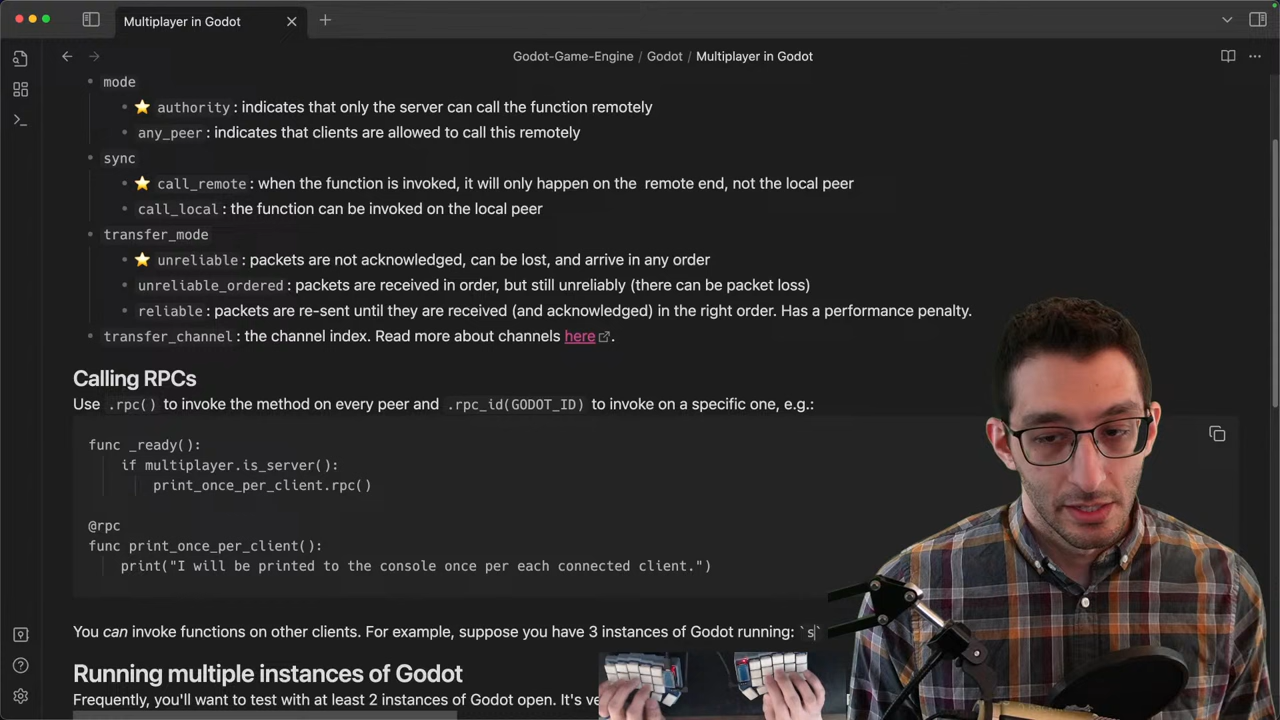 Multiplayer in Godot
Godot-Game-Engine / Godot / Multiplayer in Godot
mode
authority: indicates that only the server can call the function remotely
any_peer: indicates that clients are allowed to call this remotely
sync
call_remote: when the function is invoked, it will only happen on the remote end, not the local peer
call_local: the function can be invoked on the local peer
transfer_mode
unreliable: packets are not acknowledged, can be lost, and arrive in any order
unreliable_ordered: packets are received in order, but still unreliably (there can be packet loss)
reliable: packets are re-sent until they are received (and acknowledged) in the right order. Has a performance penalty.
transfer_channel: the channel index. Read more about channels here.
Calling RPCs
Use .rpc() to invoke the method on every peer and .rpc_id(GODOT_ID) to invoke on a specific one, e.g.:
func _ready():
if multiplayer.is_server():
print_once_per_client.rpc()
@rpc
func print_once_per_client():
print("I will be printed to the console once per each connected client.")
You can invoke functions on other clients. For example, suppose you have 3 instances of Godot running: `s`
Running multiple instances of Godot
Frequently, you'll want to test with at least 2 instances of Godot open. It's